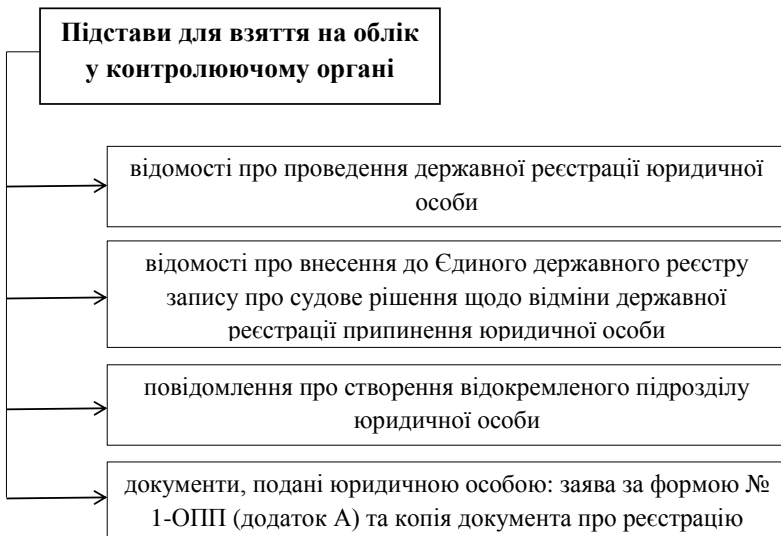 Підстави для взяття на облік
у контролюючому органі
відомості про проведення державної реєстрації юридичної
особи
відомості про внесення до Єдиного державного реєстру
запису про судове рішення щодо відміни державної
реєстрації припинення юридичної особи
повідомлення про створення відокремленого підрозділу
юридичної особи
документи, подані юридичною особою: заява за формою №
1-ОПП (додаток А) та копія документа про реєстрацію